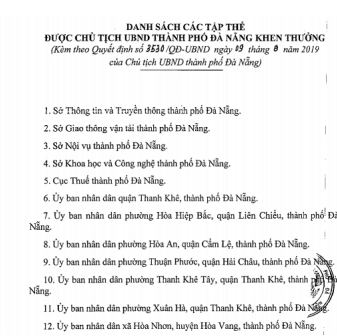 DANH SÁCH CÁC TẬP THỂ
ĐƯỢC CHỦ TỊCH UBND THÀNH PHỐ ĐÀ NẴNG KHEN THƯỞNG
(Kèm theo Quyết định số 3530/QĐ-UBND ngày 09 tháng 8 năm 2019
của Chủ tịch UBND thành phố Đà Nẵng)
1. Sở Thông tin và Truyền thông thành phố Đà Nẵng.
2. Sở Giao thông vận tải thành phố Đà Nẵng.
3. Sở Nội vụ thành phố Đà Nẵng.
4. Sở Khoa học và Công nghệ thành phố Đà Nẵng.
5. Cục Thuế thành phố Đà Nẵng.
6. Ủy ban nhân dân quận Thanh Khê, thành phố Đà Nẵng.
7. Ủy ban nhân dân phường Hòa Hiệp Bắc, quận Liên Chiểu, thành phố Đà
Nẵng.
8. Ủy ban nhân dân phường Hòa An, quận Cẩm Lệ, thành phố Đà Nẵng.
9. Ủy ban nhân dân phường Thuận Phước, quận Hải Châu, thành phố Đà Nẵng.
10. Ủy ban nhân dân phường Thanh Khê Tây, quận Thanh Khê, thành phố Đà
Nẵng.
11. Ủy ban nhân dân phường Xuân Hà, quận Thanh Khê, thành phố Đà Nẵng.
12. Ủy ban nhân dân xã Hòa Nhơn, huyện Hòa Vang, thành phố Đà Nẵng.